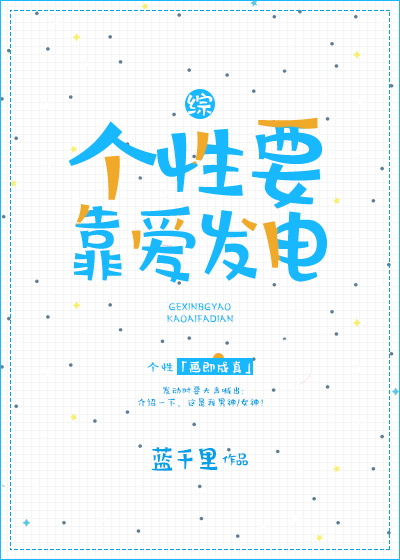 综
个性要
靠爱发电
GEXINBGYAO
KAOAIFADIAN
个性「画即成真」
发动时要大声喊出:
介绍一下，这是我男神/女神!
蓝千里 作品